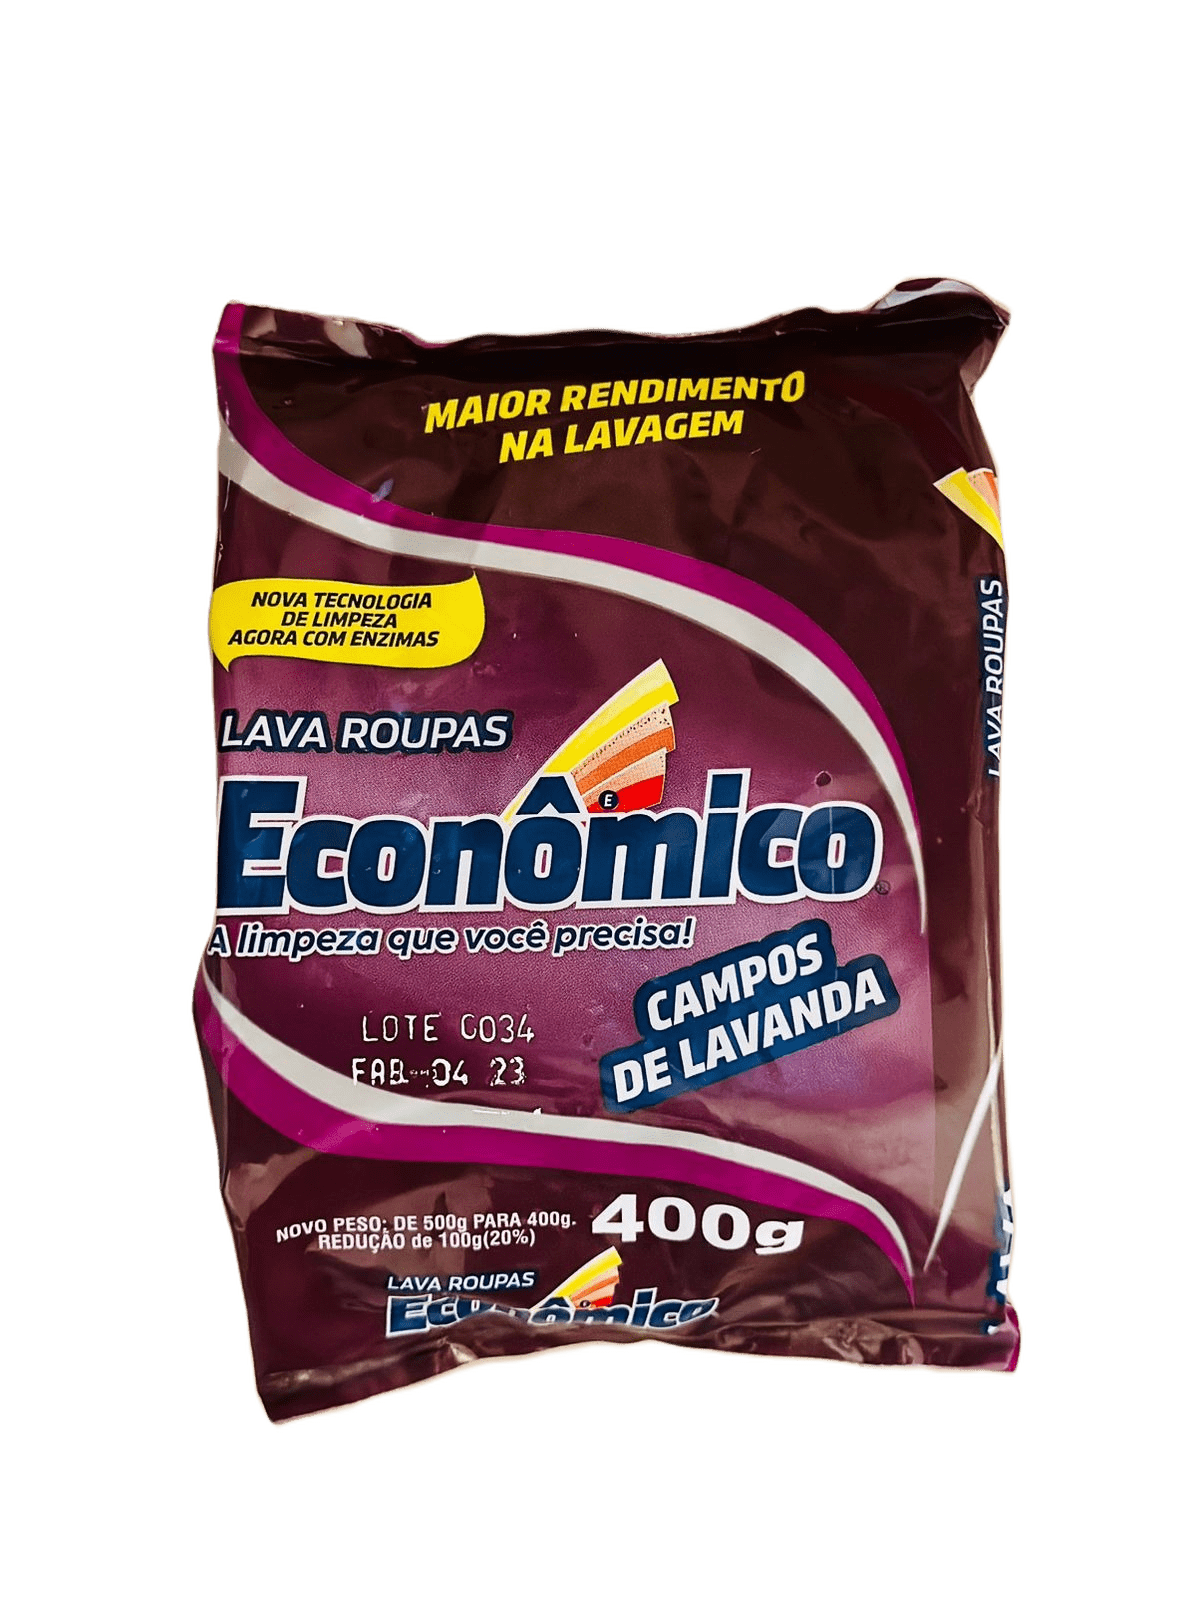 MAIOR RENDIMENTO
NA LAVAGEM
NOVA TECNOLOGIA
DE LIMPEZA
AGORA COM ENZIMAS
LAVA ROUPAS
E
Econômico®
A limpeza que você precisa!
CAMPOS
DE LAVANDA
LOTE G034
FAB-04 23
NOVO PESO: DE 500g PARA 400g.
REDUÇÃO de 100g(20%)
400g
LAVA ROUPAS
Econômico
LAVA ROUPAS